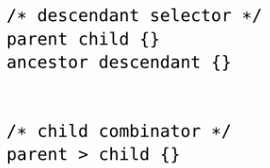 /* descendant selector */
parent child {}
ancestor descendant {}
/* child combinator */
parent > child {}